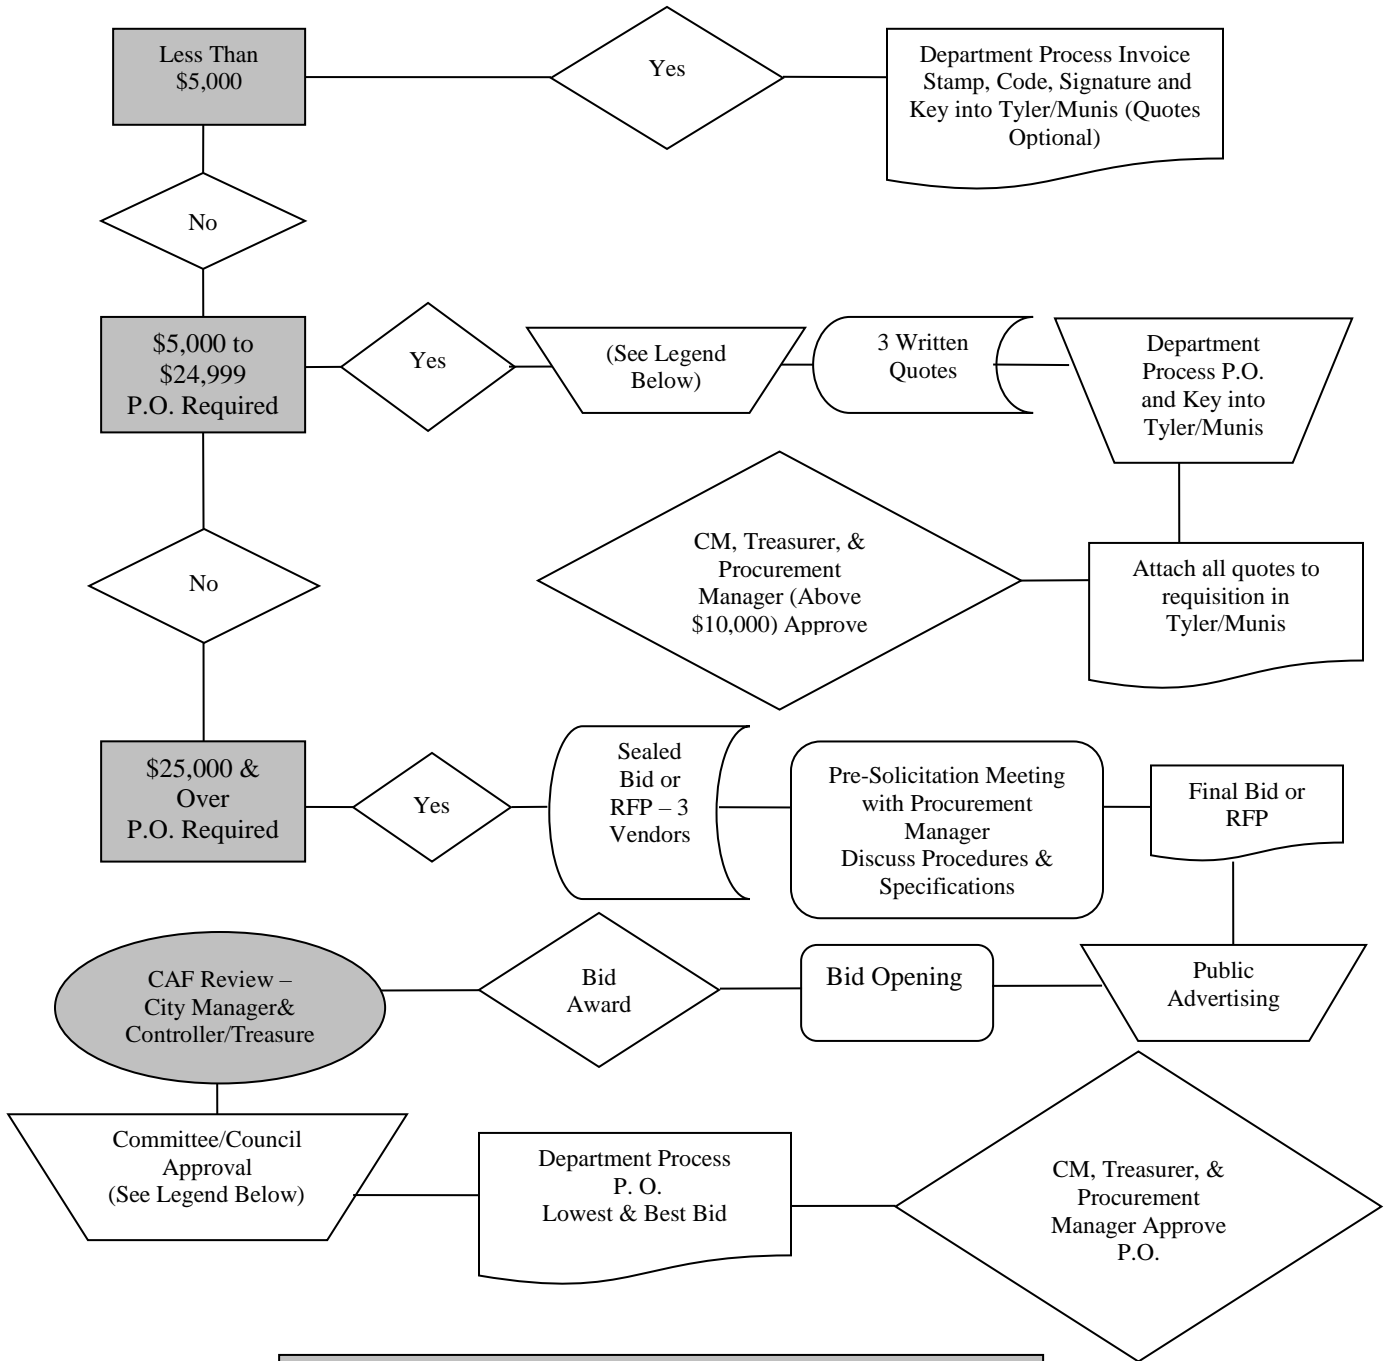 Less Than
$5,000
Yes
Department Process Invoice
Stamp, Code, Signature and
Key into Tyler/Munis (Quotes
Optional)
No
$5,000 to
$24,999
P.O. Required
Yes
(See Legend
Below)
3 Written
Quotes
Department
Process P.O.
and Key into
Tyler/Munis
CM, Treasurer, &
Procurement
Manager (Above
$10,000) Approve
Attach all quotes to
requisition in
Tyler/Munis
No
$25,000 &
Over
P.O. Required
Yes
Sealed
Bid or
RFP – 3
Vendors
Pre-Solicitation Meeting
with Procurement
Manager
Discuss Procedures &
Specifications
Final Bid or
RFP
CAF Review –
City Manager&
Controller/Treasure
Bid
Award
Bid Opening
Public
Advertising
Committee/Council
Approval
(See Legend Below)
Department Process
P. O.
Lowest & Best Bid
CM, Treasurer, &
Procurement
Manager Approve
P.O.